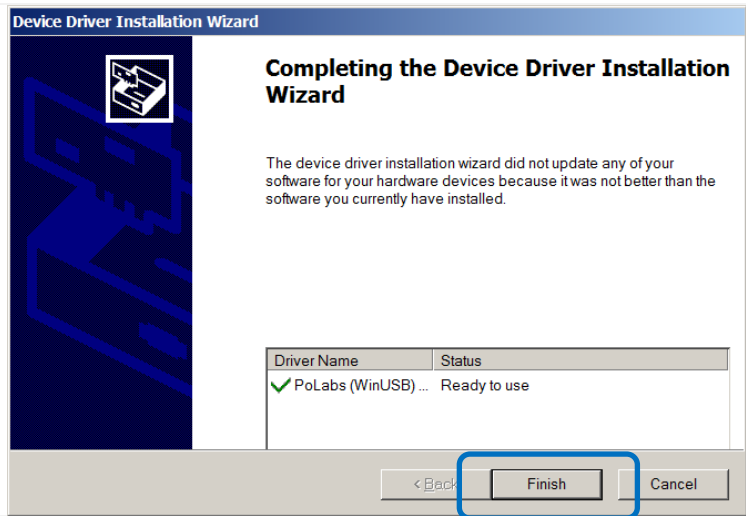 Device Driver Installation Wizard
Completing the Device Driver Installation
Wizard
The device driver installation wizard did not update any of your
software for your hardware devices because it was not better than the
software you currently have installed.
Driver Name Status
PoLabs (WinUSB) ... Ready to use
< Back Finish Cancel